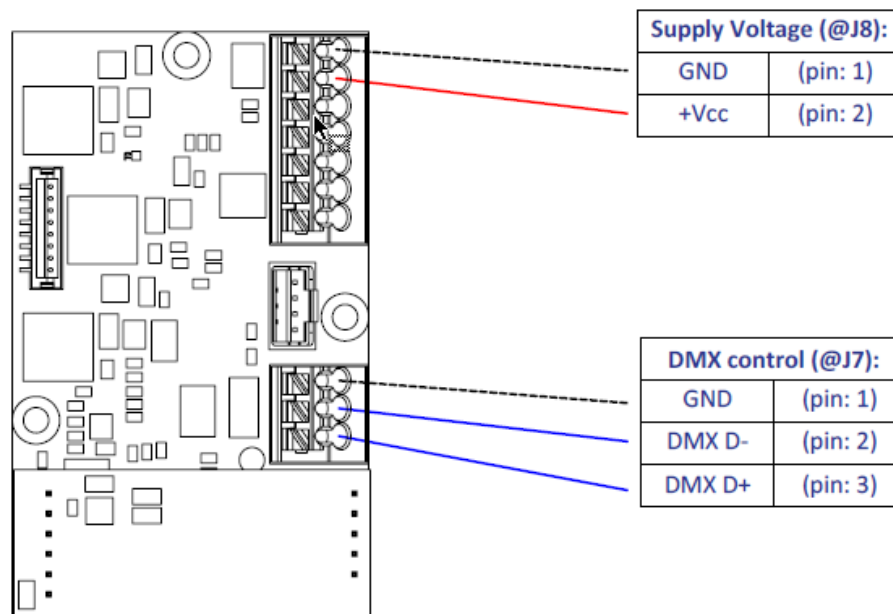 Supply Voltage (@J8):
GND (pin: 1)
+Vcc (pin: 2)
DMX control (@J7):
GND (pin: 1)
DMX D- (pin: 2)
DMX D+ (pin: 3)